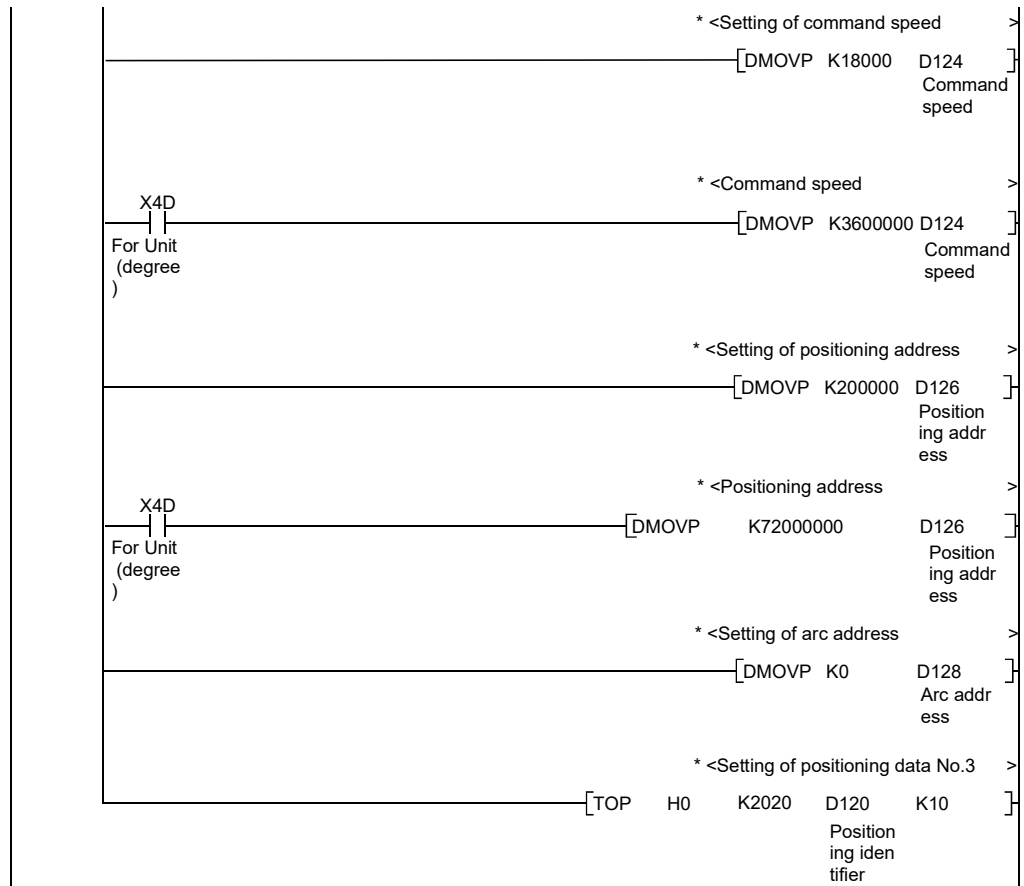 * <Setting of command speed >
DMOVP K18000 D124
Command
speed
* <Command speed >
X4D
DMOVP K3600000 D124
For Unit
(degree
)
Command
speed
* <Setting of positioning address >
DMOVP K200000 D126
Position
ing addr
ess
* <Positioning address >
X4D
DMOVP K72000000 D126
For Unit
(degree
)
Position
ing addr
ess
* <Setting of arc address >
DMOVP K0 D128
Arc addr
ess
* <Setting of positioning data No.3 >
TOP H0 K2020 D120 K10
Position
ing iden
tifier